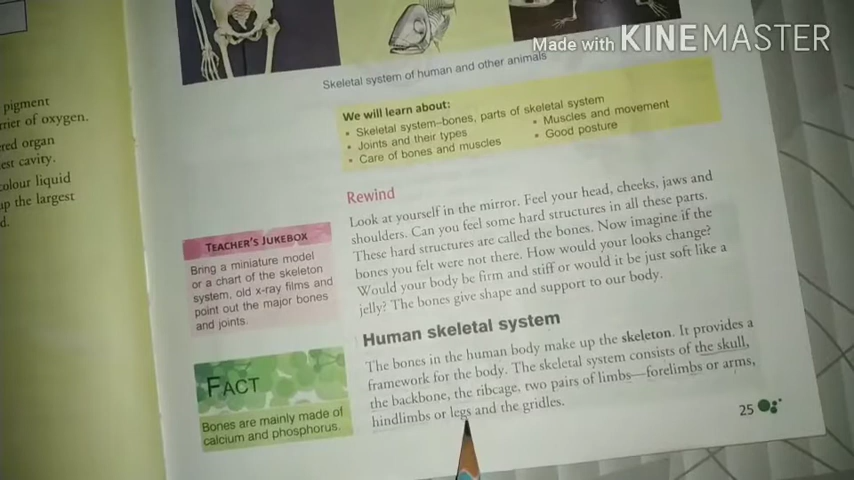 Made with KINEMASTER
pigment
rier of oxygen.
red organ
est cavity.
colour liquid
up the largest
d.
Skeletal system of human and other animals
We will learn about:
• Skeletal system–bones, parts of skeletal system
• Joints and their types
• Care of bones and muscles
• Muscles and movement
• Good posture
Rewind
Look at yourself in the mirror. Feel your head, cheeks, jaws and
shoulders. Can you feel some hard structures in all these parts.
These hard structures are called the bones. Now imagine if the
bones you felt were not there. How would your looks change?
Would your body be firm and stiff or would it be just soft like a
jelly? The bones give shape and support to our body.
TEACHER'S JUKEBOX
Bring a miniature model
or a chart of the skeleton
system, old x-ray films and
point out the major bones
and joints.
Human skeletal system
The bones in the human body make up the skeleton. It provides a
framework for the body. The skeletal system consists of the skull,
the backbone, the ribcage, two pairs of limbs—forelimbs or arms,
hindlimbs or legs and the gridles.
FACT
Bones are mainly made of
calcium and phosphorus.
25